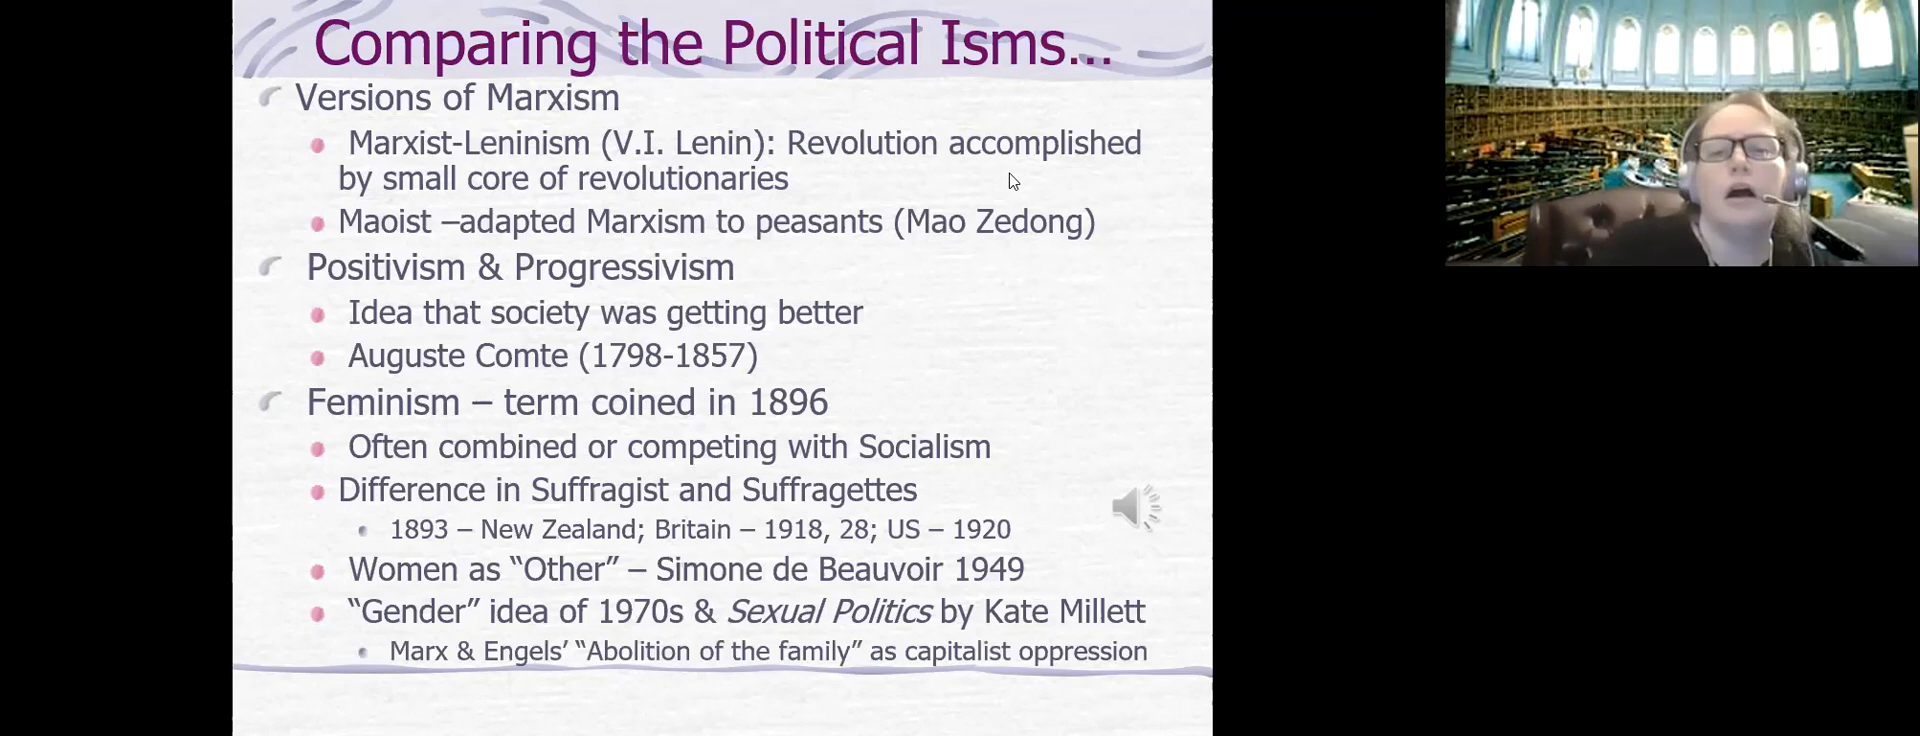 Comparing the Political Isms...
Versions of Marxism
Marxist-Leninism (V.I. Lenin): Revolution accomplished
by small core of revolutionaries
Maoist –adapted Marxism to peasants (Mao Zedong)
Positivism & Progressivism
Idea that society was getting better
Auguste Comte (1798-1857)
Feminism – term coined in 1896
Often combined or competing with Socialism
Difference in Suffragist and Suffragettes
1893 – New Zealand; Britain – 1918, 28; US – 1920
Women as “Other” – Simone de Beauvoir 1949
“Gender” idea of 1970s & Sexual Politics by Kate Millett
Marx & Engels’ “Abolition of the family” as capitalist oppression